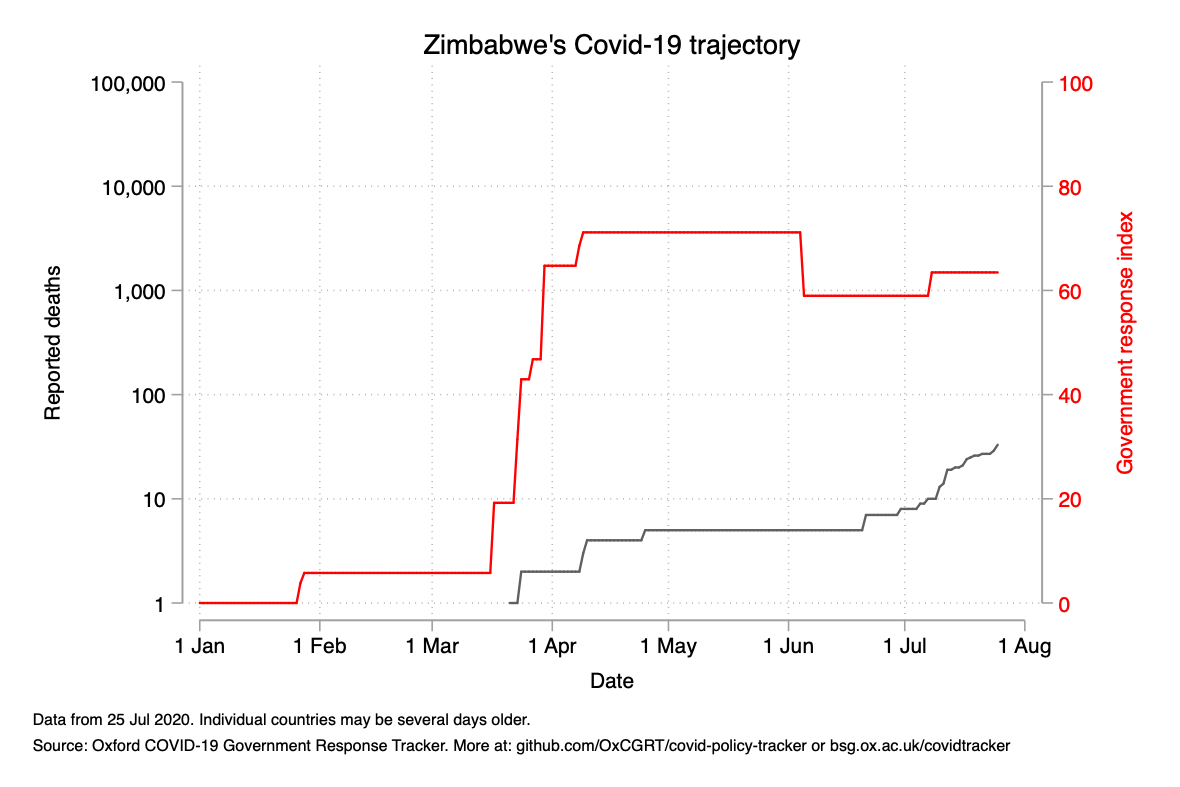 Zimbabwe's Covid-19 trajectory
100,000
10,000
1,000
100
10
1
Reported deaths
100
80
60
40
20
0
Government response index
1 Jan
1 Feb
1 Mar
1 Apr
1 May
1 Jun
1 Jul
1 Aug
Date
Data from 25 Jul 2020. Individual countries may be several days older.
Source: Oxford COVID-19 Government Response Tracker. More at: github.com/OxCGRT/covid-policy-tracker or bsg.ox.ac.uk/covidtracker